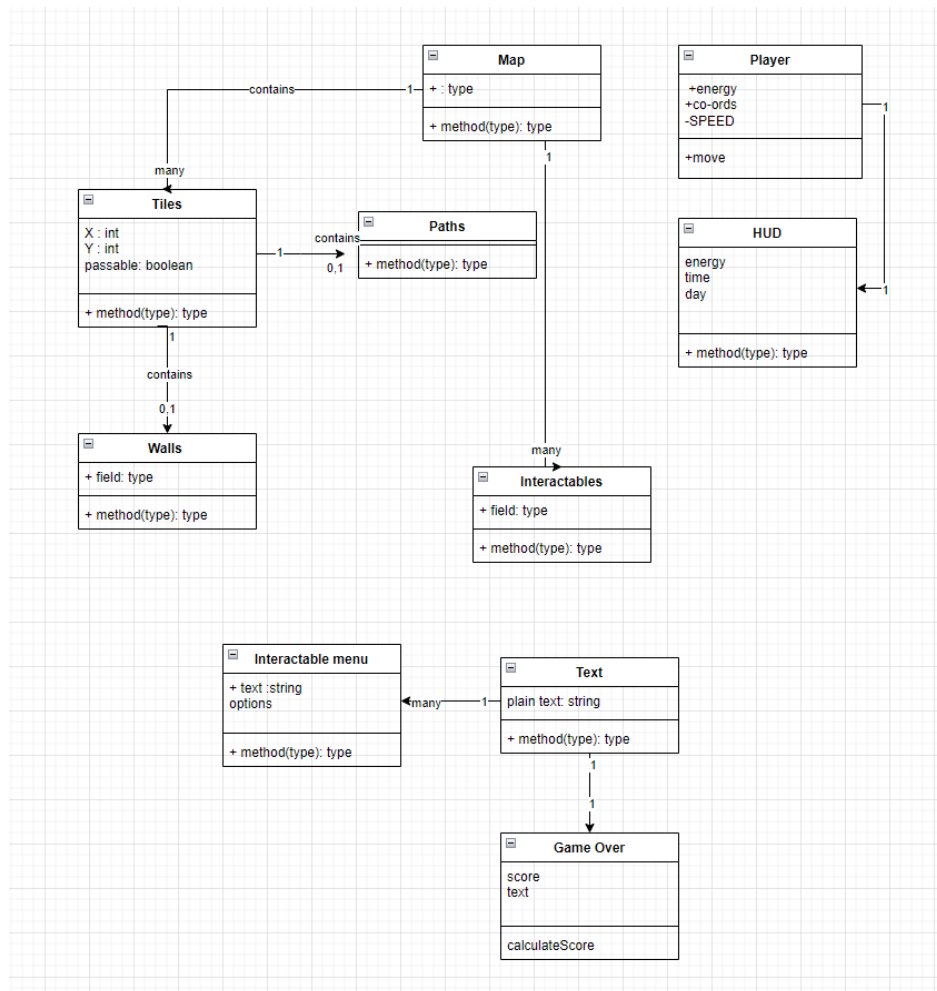 Map
+ : type
+ method(type): type
Player
+energy
+co-ords
-SPEED
+move
contains
1
many
1
1
Tiles
X : int
Y : int
passable: boolean
+ method(type): type
1
contains
0,1
Paths
+ method(type): type
HUD
energy
time
day
+ method(type): type
1
1
contains
0,1
Walls
+ field: type
+ method(type): type
many
Interactables
+ field: type
+ method(type): type
Interactable menu
+ text :string
options
+ method(type): type
many
1
Text
plain text: string
+ method(type): type
1
1
Game Over
score
text
calculateScore